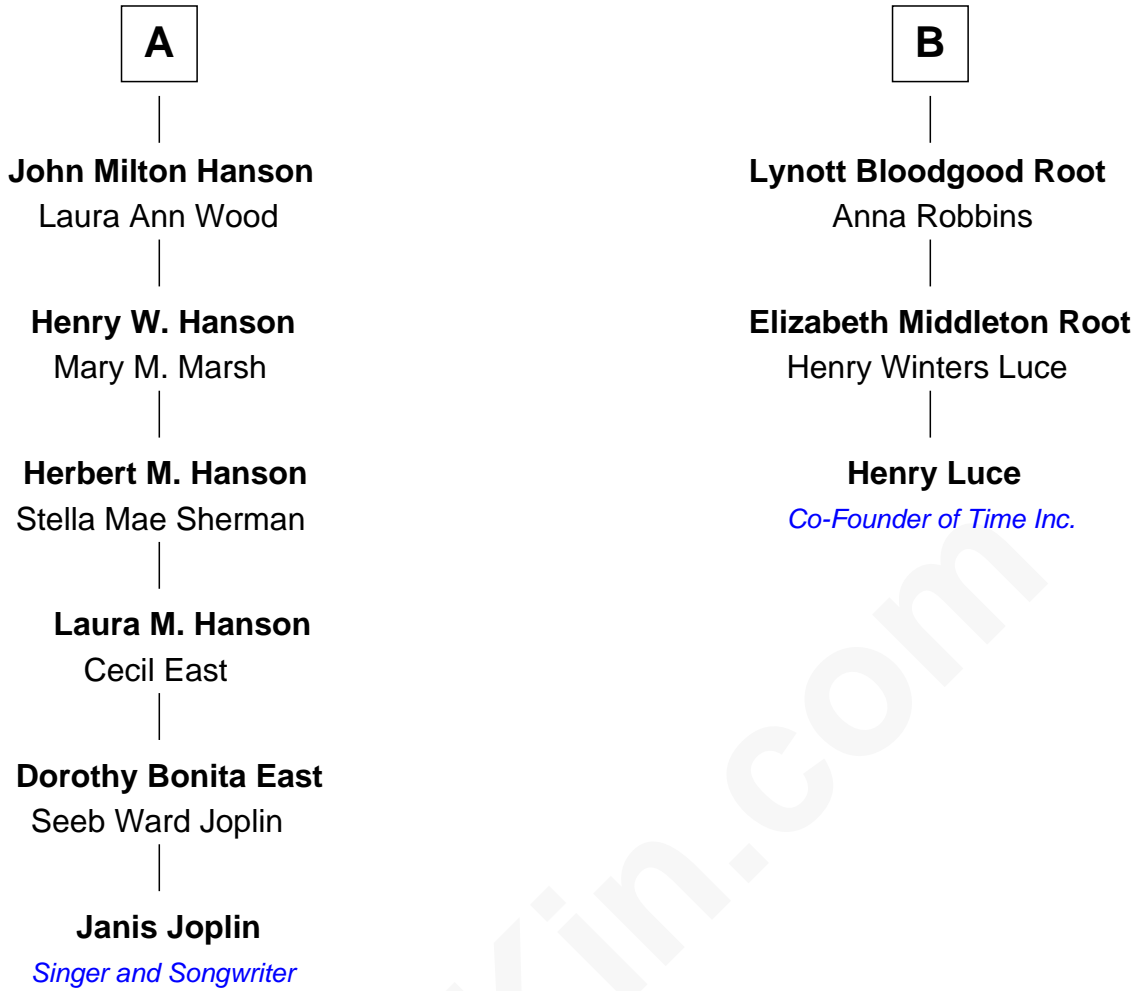 A
B
John Milton Hanson
Laura Ann Wood
Lynott Bloodgood Root
Anna Robbins
Henry W. Hanson
Mary M. Marsh
Elizabeth Middleton Root
Henry Winters Luce
Herbert M. Hanson
Stella Mae Sherman
Henry Luce
Co-Founder of Time Inc.
Laura M. Hanson
Cecil East
Dorothy Bonita East
Seeb Ward Joplin
Janis Joplin
Singer and Songwriter
kin.com